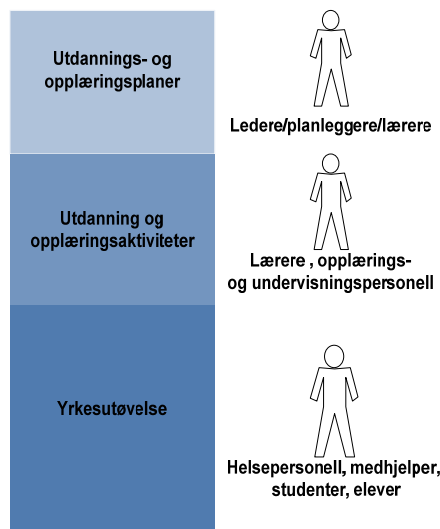 Utdannings- og
opplæringsplaner
Ledere/planleggere/lærere
Utdanning og
opplæringsaktiviteter
Lærere , opplærings-
og undervisningspersonell
Yrkesutøvelse
Helsepersonell, medhjelper,
studenter, elever